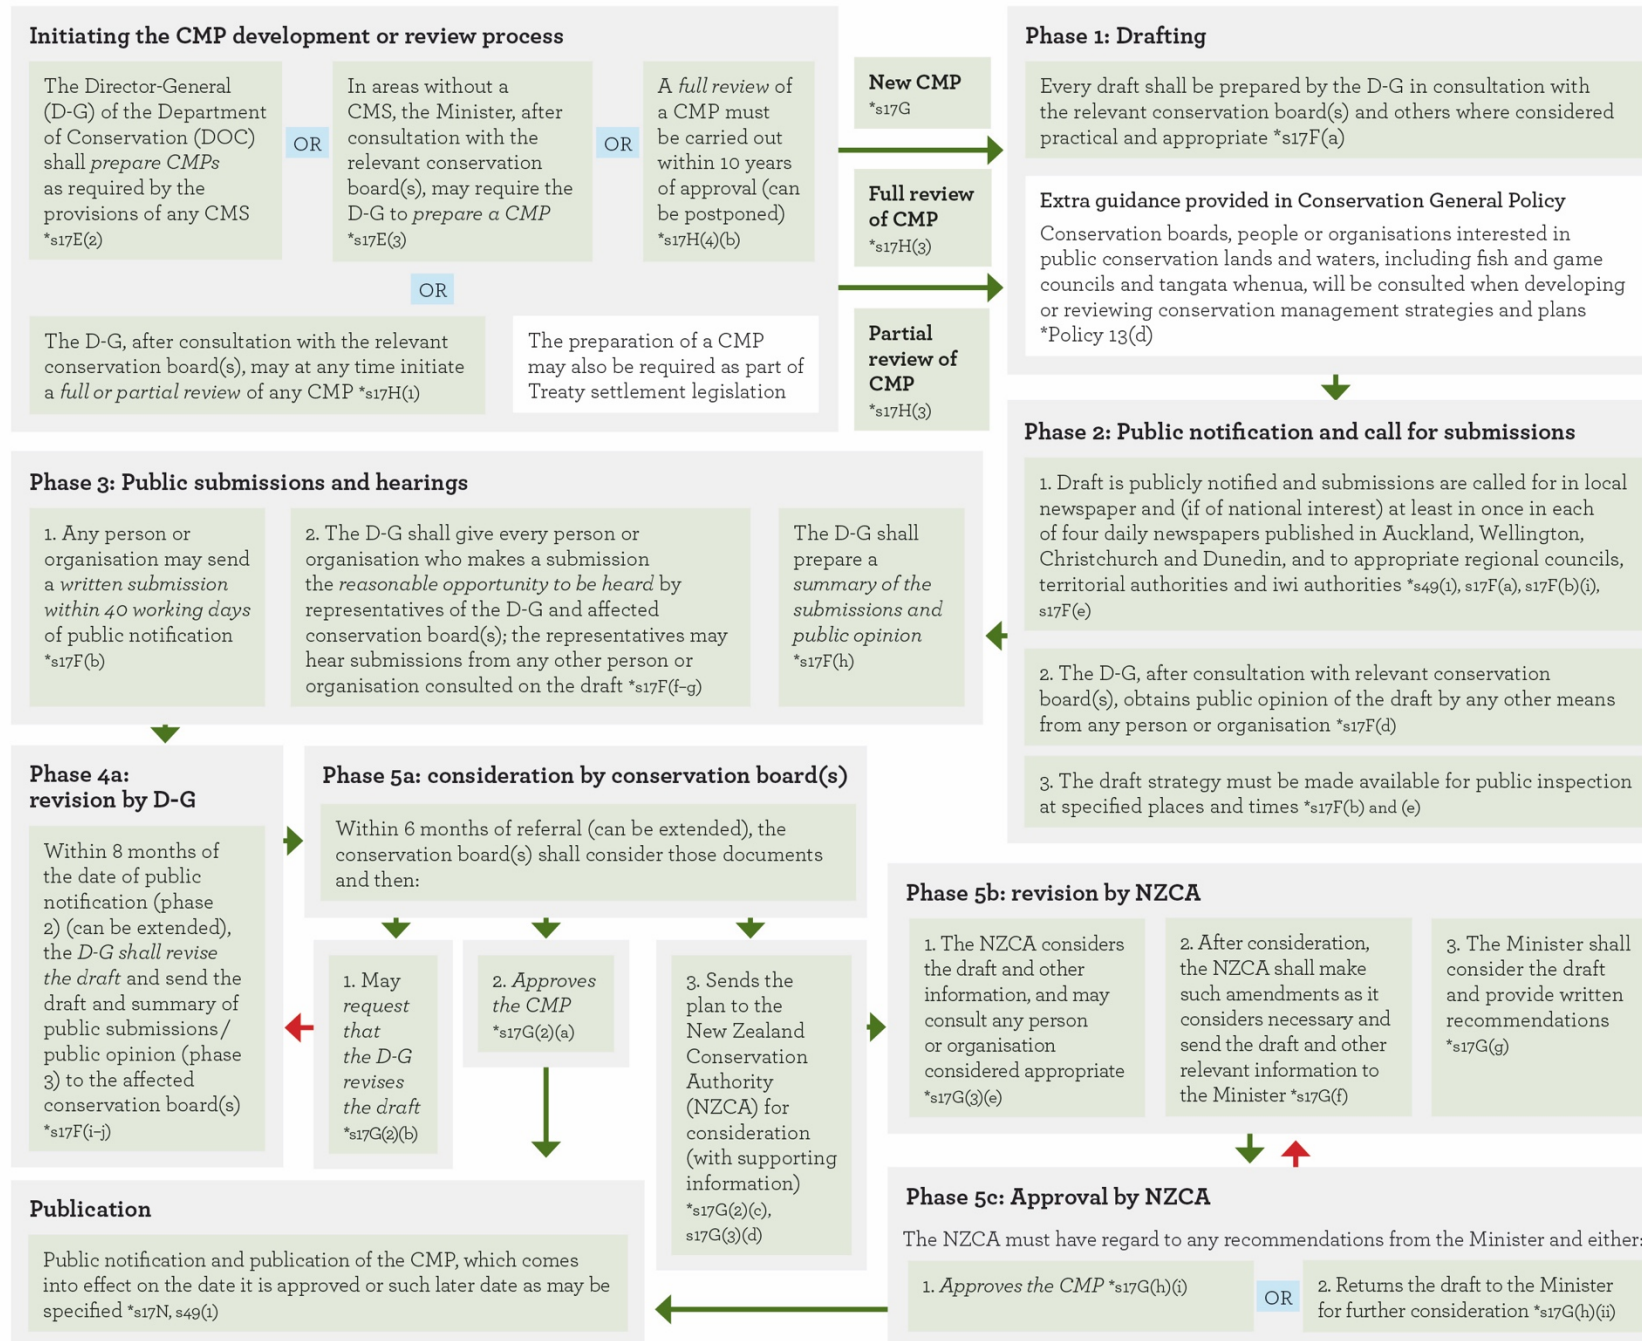 Initiating the CMP development or review process
The Director-General
(D-G) of the Department
of Conservation (DOC)
shall prepare CMPs
as required by the
provisions of any CMS
*s17E(2)
OR
In areas without a
CMS, the Minister, after
consultation with the
relevant conservation
board(s), may require the
D-G to prepare a CMP
*s17E(3)
OR
A full review of
a CMP must
be carried out
within 10 years
of approval (can
be postponed)
*s17H(4)(b)
OR
The D-G, after consultation with the relevant
conservation board(s), may at any time initiate
a full or partial review of any CMP *s17H(1)
The preparation of a CMP
may also be required as part of
Treaty settlement legislation
New CMP
*s17G
Full review
of CMP
*s17H(3)
Partial
review of
CMP
*s17H(3)
Phase 1: Drafting
Every draft shall be prepared by the D-G in consultation with
the relevant conservation board(s) and others where considered
practical and appropriate *s17F(a)
Extra guidance provided in Conservation General Policy
Conservation boards, people or organisations interested in
public conservation lands and waters, including fish and game
councils and tangata whenua, will be consulted when developing
or reviewing conservation management strategies and plans
*Policy 13(d)
Phase 2: Public notification and call for submissions
1. Draft is publicly notified and submissions are called for in local
newspaper and (if of national interest) at least in once in each
of four daily newspapers published in Auckland, Wellington,
Christchurch and Dunedin, and to appropriate regional councils,
territorial authorities and iwi authorities *s49(1), s17F(a), s17F(b)(i),
s17F(e)
2. The D-G, after consultation with relevant conservation
board(s), obtains public opinion of the draft by any other means
from any person or organisation *s17F(d)
3. The draft strategy must be made available for public inspection
at specified places and times *s17F(b) and (e)
Phase 3: Public submissions and hearings
1. Any person or
organisation may send
a written submission
within 40 working days
of public notification
*s17F(b)
2. The D-G shall give every person or
organisation who makes a submission
the reasonable opportunity to be heard by
representatives of the D-G and affected
conservation board(s); the representatives may
hear submissions from any other person or
organisation consulted on the draft *s17F(f-g)
The D-G shall
prepare a
summary of the
submissions and
public opinion
*s17F(h)
Phase 4a:
revision by D-G
Within 8 months of
the date of public
notification (phase
2) (can be extended),
the D-G shall revise
the draft and send the
draft and summary of
public submissions/
public opinion (phase
3) to the affected
conservation board(s)
*s17F(i-j)
Phase 5a: consideration by conservation board(s)
Within 6 months of referral (can be extended), the
conservation board(s) shall consider those documents
and then:
1. May
request
that
the D-G
revises
the draft
*s17G(2)(b)
2. Approves
the CMP
*s17G(2)(a)
3. Sends the
plan to the
New Zealand
Conservation
Authority
(NZCA) for
consideration
(with supporting
information)
*s17G(2)(c),
s17G(3)(d)
Phase 5b: revision by NZCA
1. The NZCA considers
the draft and other
information, and may
consult any person
or organisation
considered appropriate
*s17G(3)(e)
2. After consideration,
the NZCA shall make
such amendments as it
considers necessary and
send the draft and other
relevant information to
the Minister *s17G(f)
3. The Minister shall
consider the draft
and provide written
recommendations
*s17G(g)
Phase 5c: Approval by NZCA
The NZCA must have regard to any recommendations from the Minister and either:
1. Approves the CMP *s17G(h)(i)
OR
2. Returns the draft to the Minister
for further consideration *s17G(h)(ii)
Publication
Public notification and publication of the CMP, which comes
into effect on the date it is approved or such later date as may be
specified *s17N, s49(1)